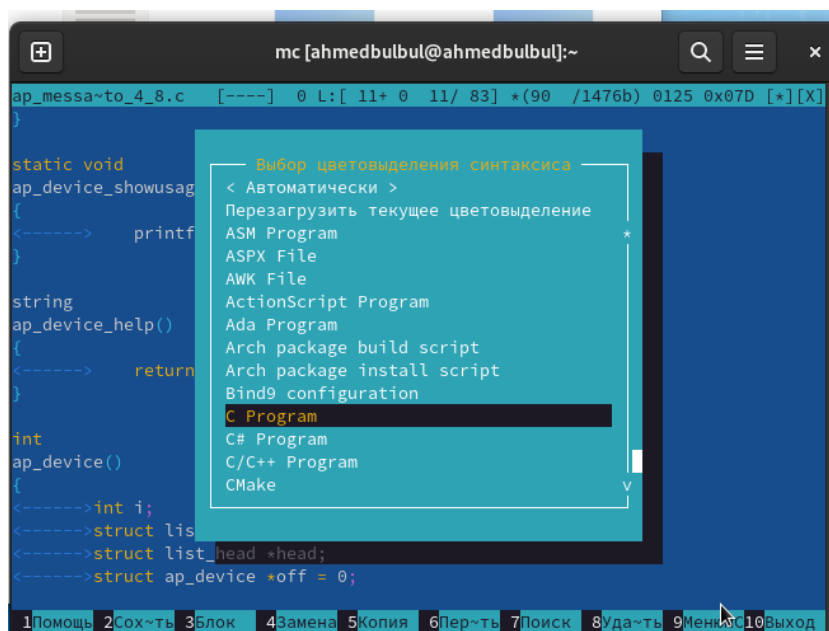 mc [ahmedbulbul@ahmedbulbul]:~
ap_messa~to_4_8.c [----] 0 L:[ 11+ 0 11/ 83] *(90 /1476b) 0125 0x07D [*][X]
}
Выбор цветовыделения синтаксиса
static void
< Автоматически >
ap_device_showusag
Перезагрузить текущее цветовыделение
{
ASM Program
<------> printf
ASPX File
}
AWK File
ActionScript Program
string
Ada Program
ap_device_help()
Arch package build script
{
Arch package install script
<------> return
Bind9 configuration
}
C Program
C# Program
int
C/C++ Program
ap_device()
CMake
{
<------>int i;
<------>struct lis
<------>struct list_head *head;
<------>struct ap_device *off = 0;
1Помощь 2Сох~ть 3Блок 4Замена 5Копия 6Пер~ть 7Поиск 8Уда~ть 9МенюMC 10Выход